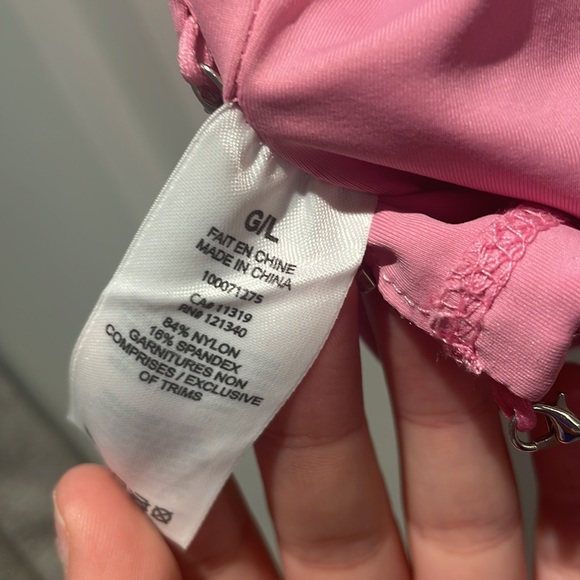 G/L
FAIT EN CHINE
MADE IN CHINA
100071275
CA# 11319
RN# 121340
84% NYLON
16% SPANDEX
GARNITURES NON
COMPRISES / EXCLUSIVE
OF TRIMS